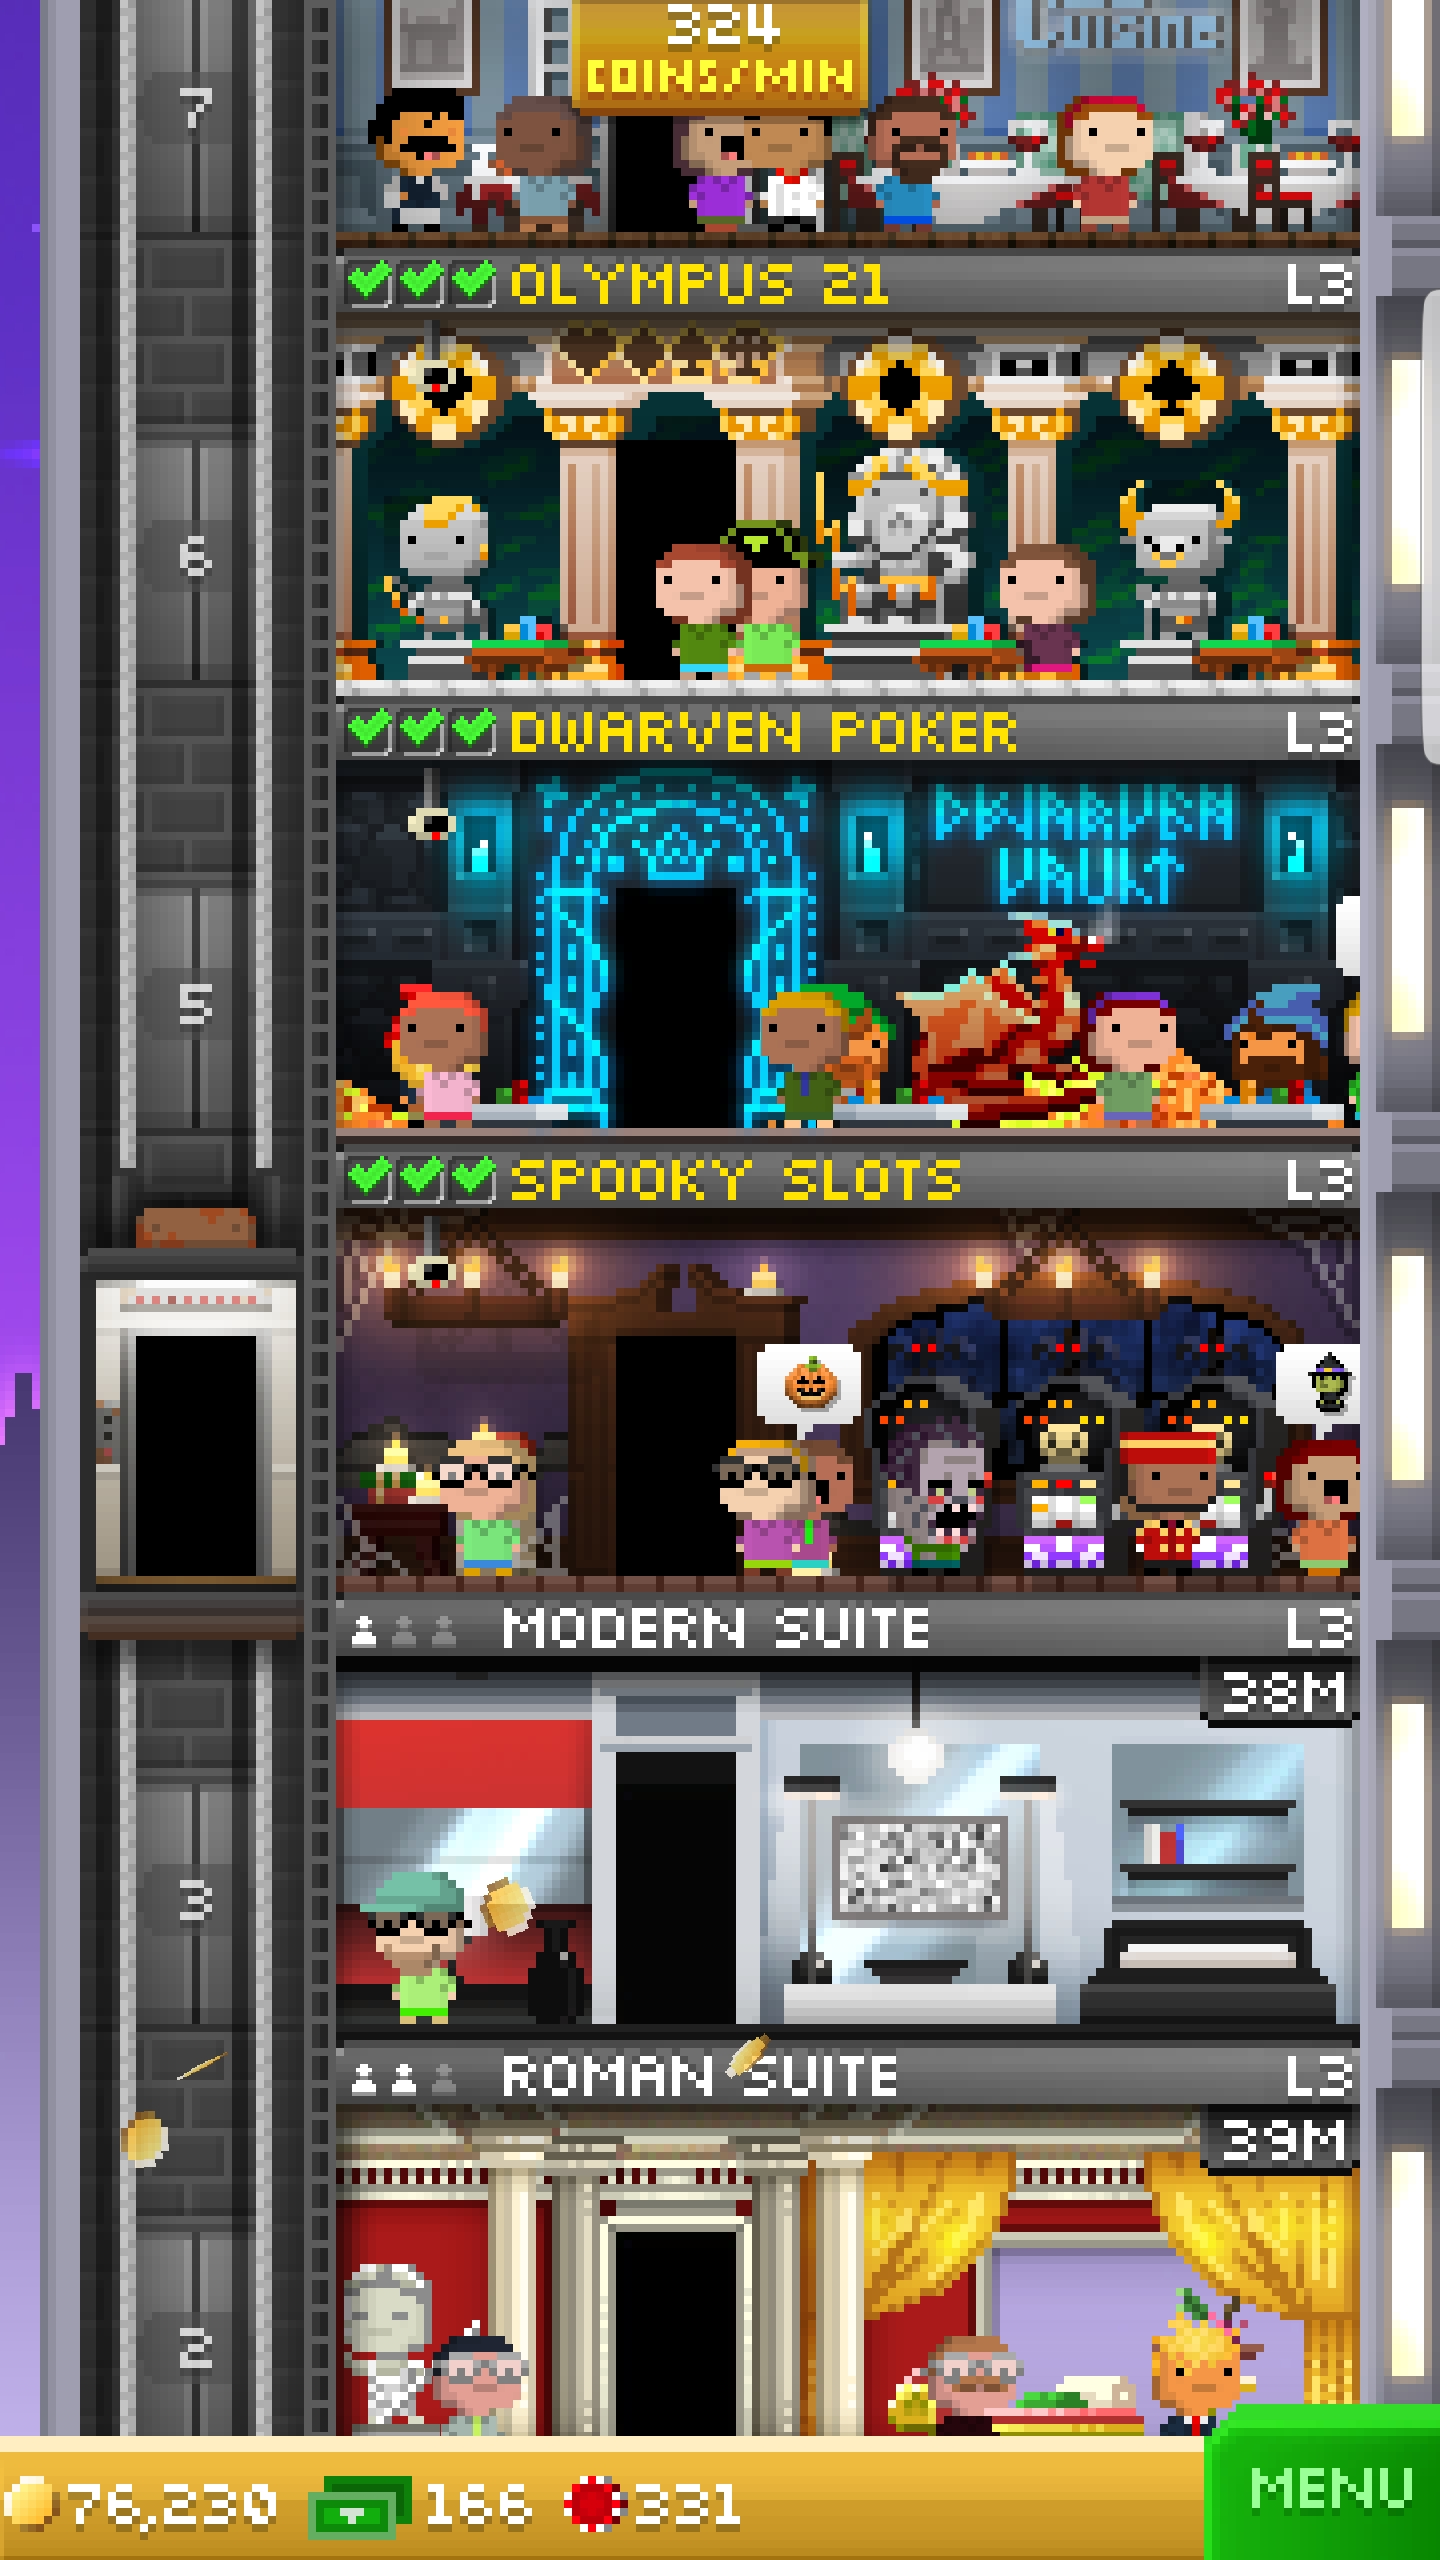 324
COINS/MIN
Cuisine
7
OLYMPUS 21
L3
6
DWARVEN POKER
L3
DWARVEN
VAULT
5
SPOOKY SLOTS
L3
MODERN SUITE
L3
38M
3
ROMAN SUITE
L3
39M
2
76,230
166
331
MENU